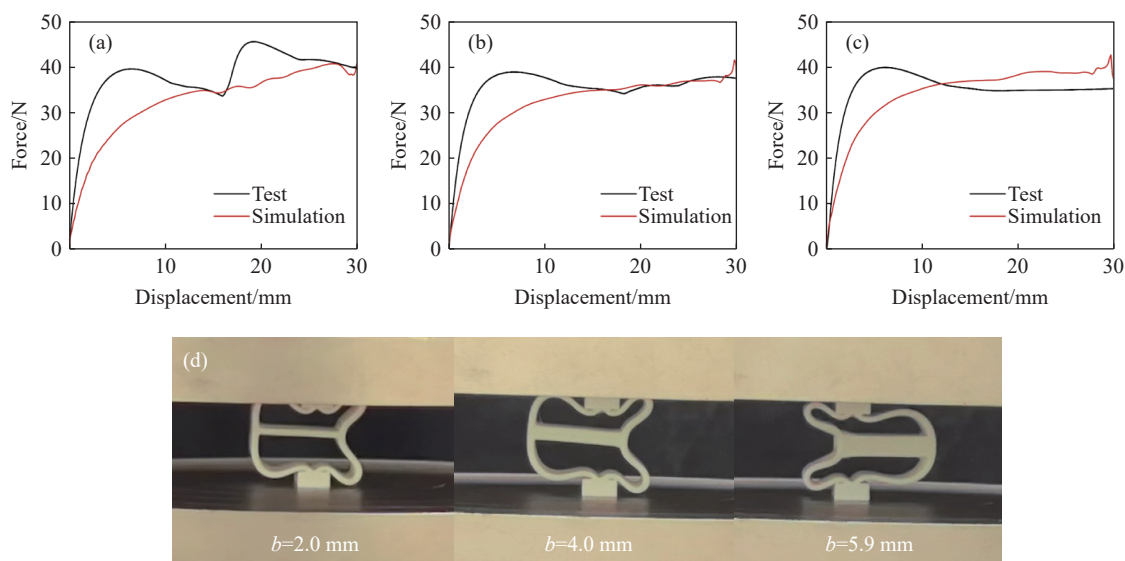 (a)
50
40
30
20
10
0
Force/N
Test
Simulation
10
20
30
Displacement/mm
(b)
50
40
30
20
10
0
Force/N
Test
Simulation
10
20
30
Displacement/mm
(c)
50
40
30
20
10
0
Force/N
Test
Simulation
10
20
30
Displacement/mm
(d)
b=2.0 mm
b=4.0 mm
b=5.9 mm